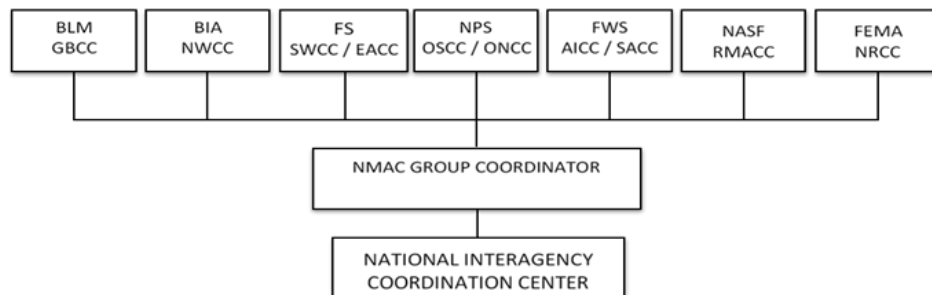 BLM
GBCC
BIA
NWCC
FS
SWCC / EACC
NPS
OSCC / ONCC
FWS
AICC / SACC
NASF
RMACC
FEMA
NRCC
NMAC GROUP COORDINATOR
NATIONAL INTERAGENCY
COORDINATION CENTER